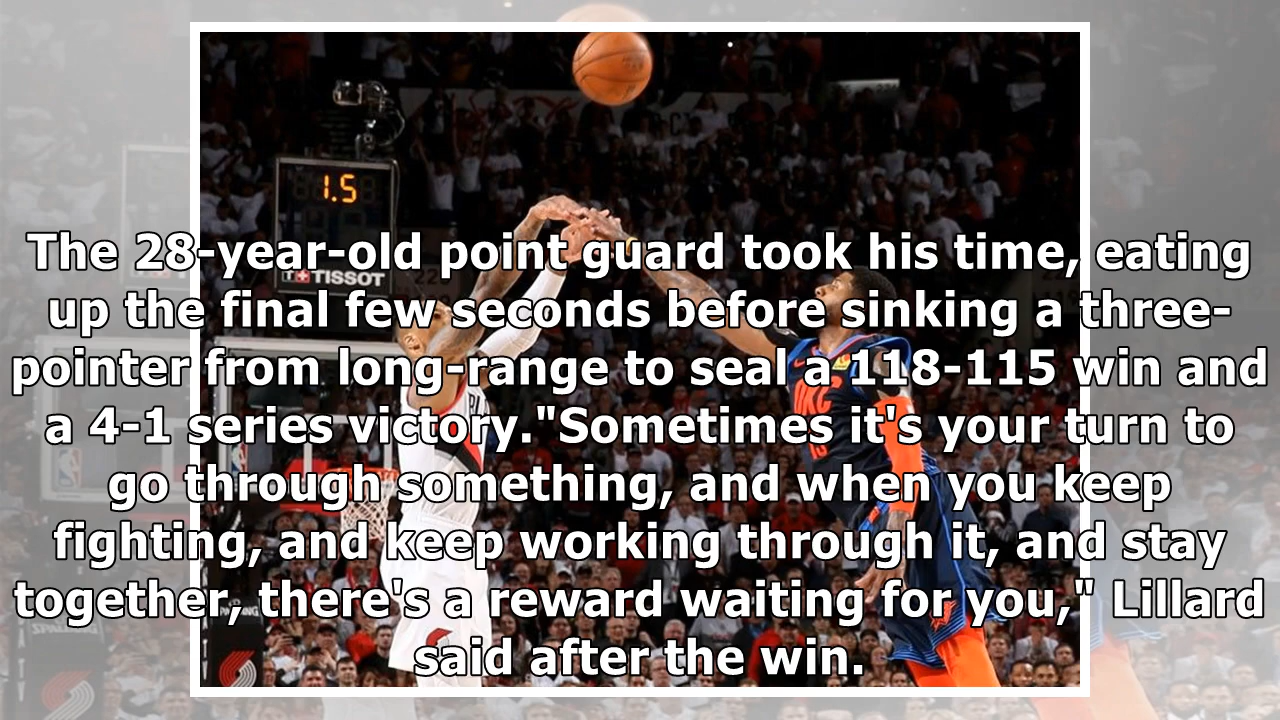 1.5
TISSOT
The 28-year-old point guard took his time, eating
up the final few seconds before sinking a three-
pointer from long-range to seal a 118-115 win and
a 4-1 series victory."Sometimes it's your turn to
go through something, and when you keep
fighting, and keep working through it, and stay
together, there's a reward waiting for you," Lillard
said after the win.